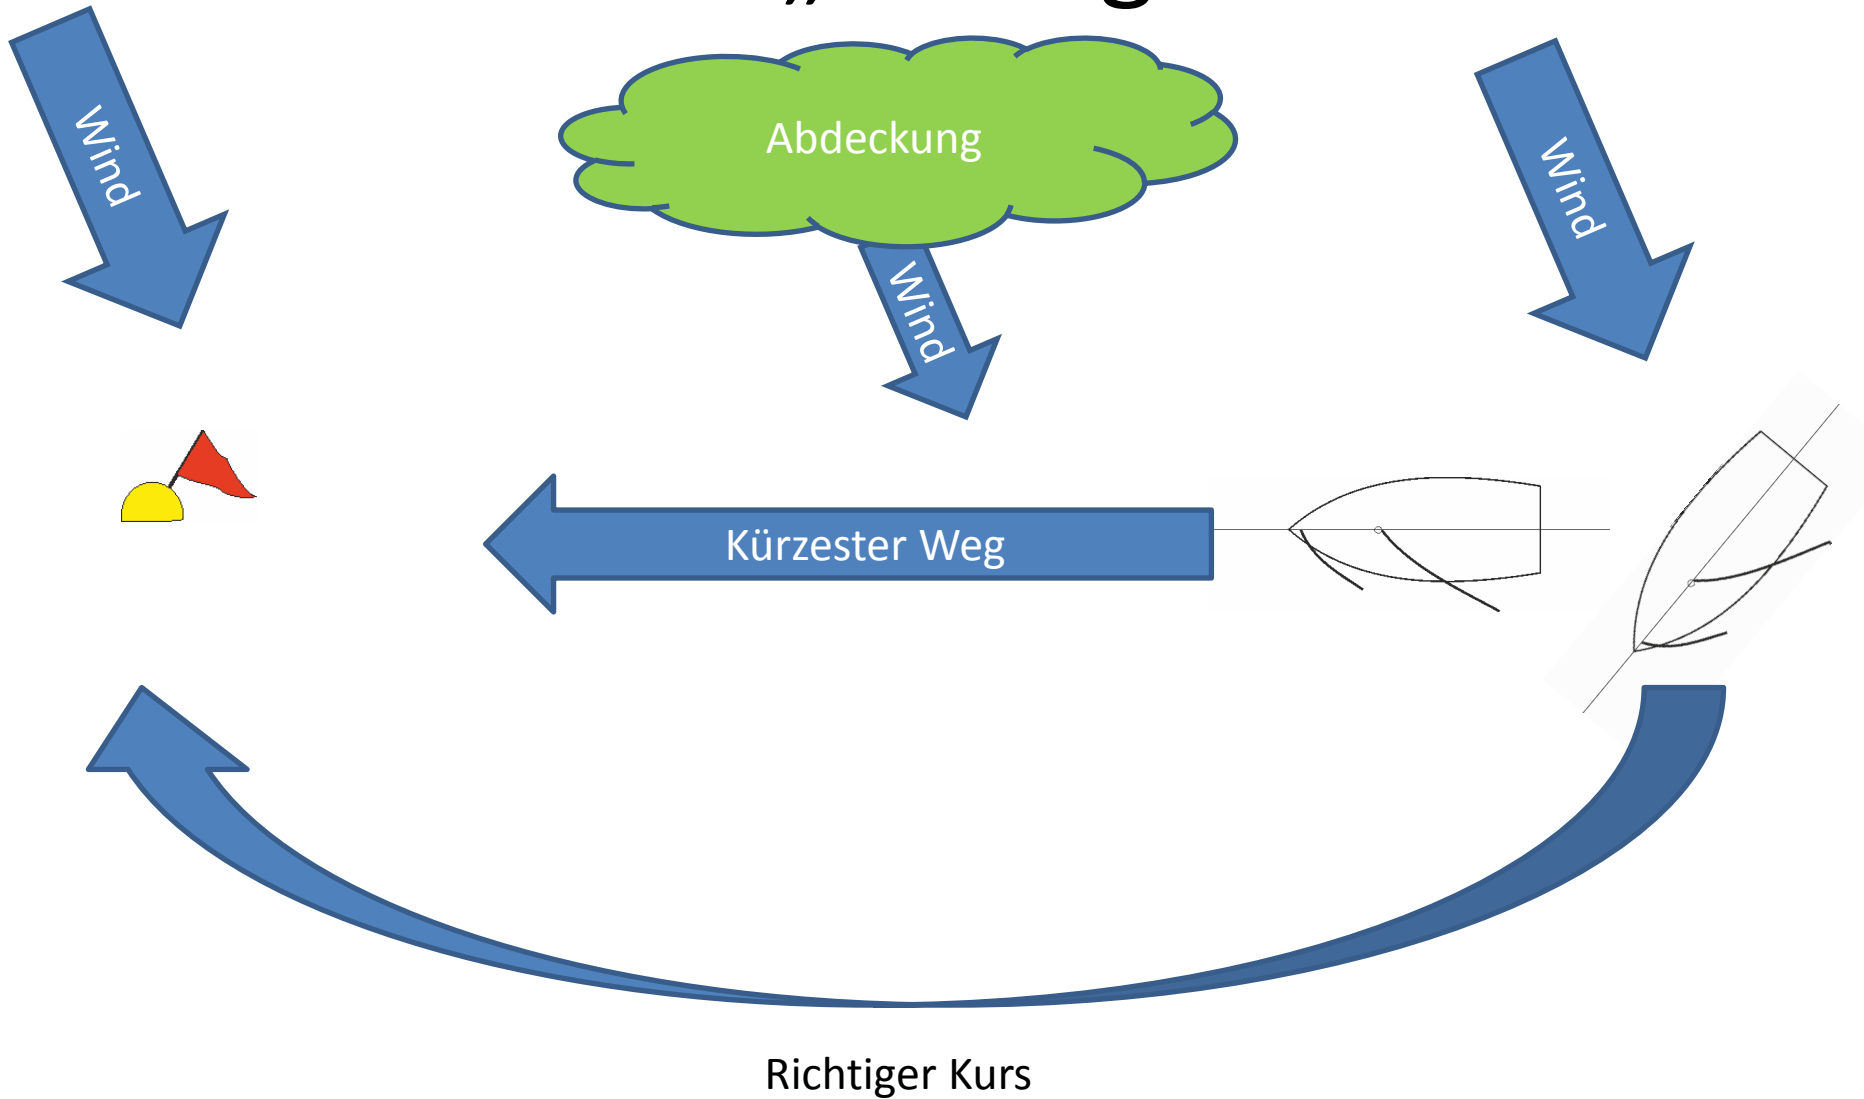 Abdeckung
Wind
Wind
Wind
Kürzester Weg
Richtiger Kurs